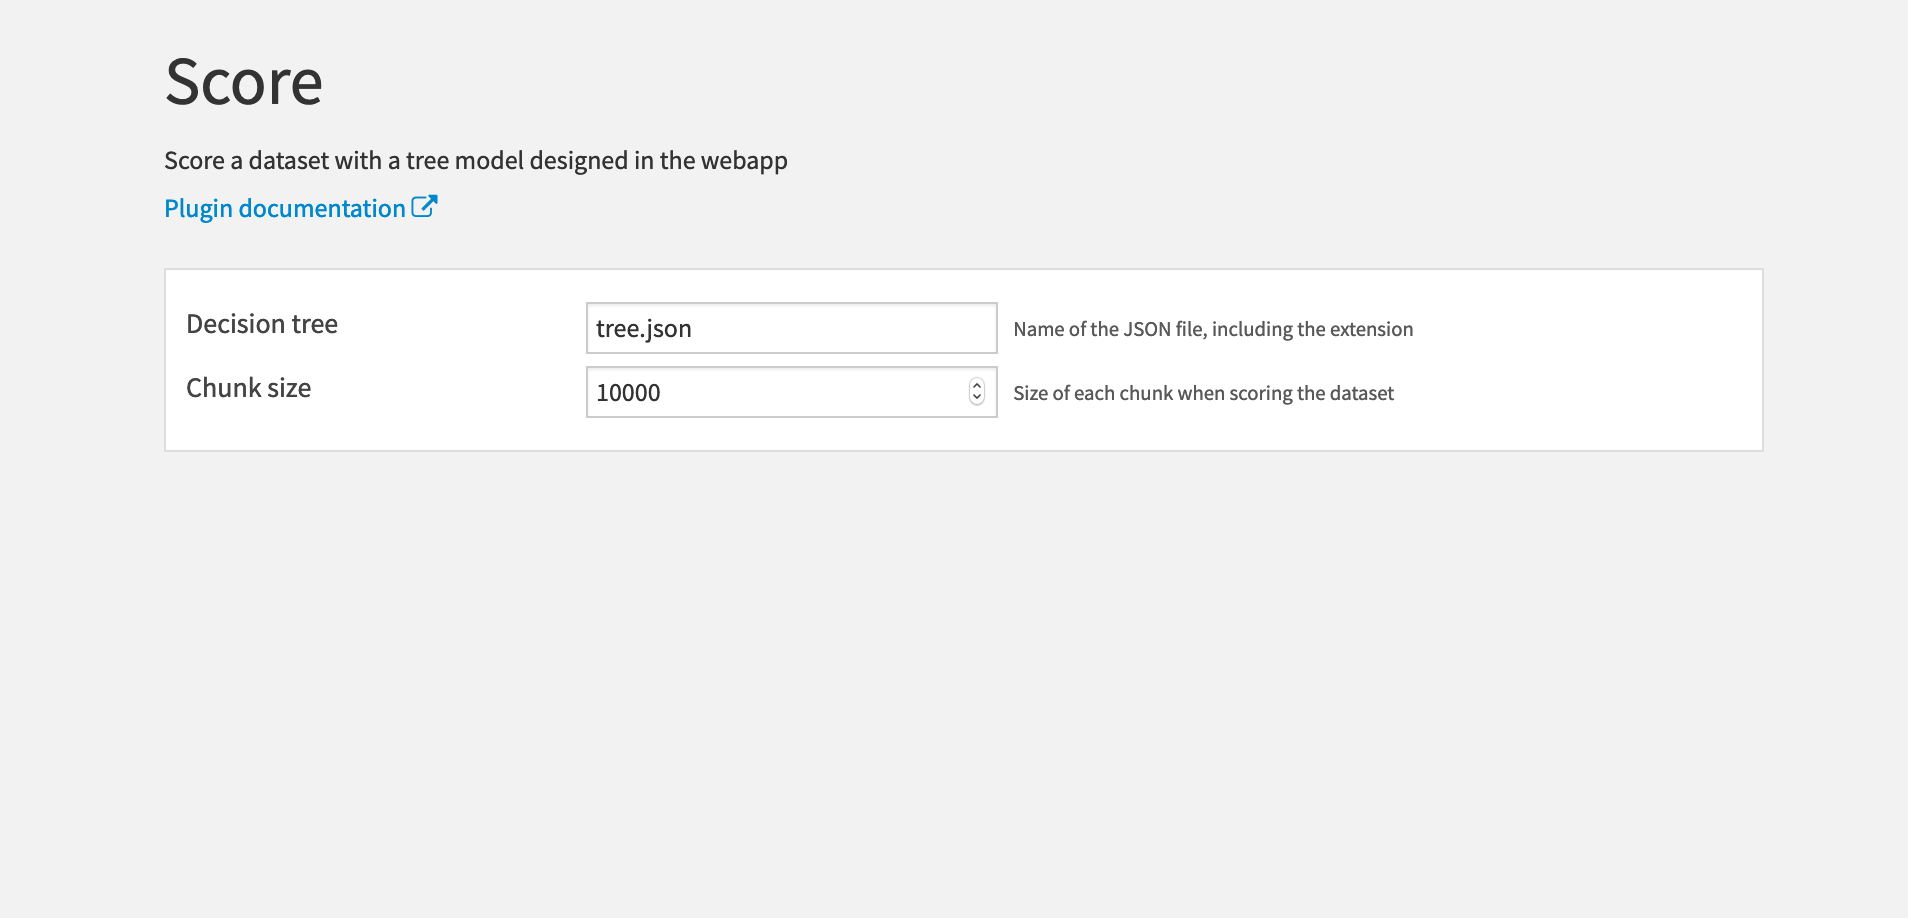 Score
Score a dataset with a tree model designed in the webapp
Plugin documentation
Decision tree
tree.json
Name of the JSON file, including the extension
Chunk size
10000
Size of each chunk when scoring the dataset